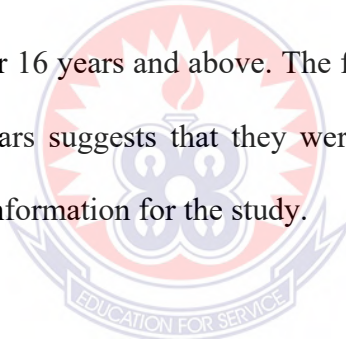 r 16 years and above. The f
ars suggests that they wer
nformation for the study.
EDUCATION FOR SERVICE